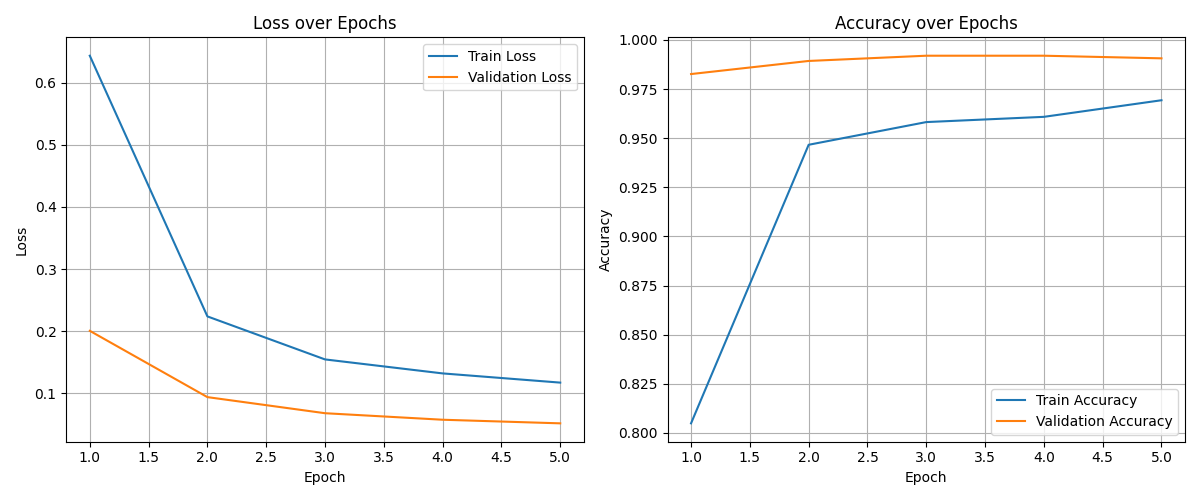 Loss over Epochs
Train Loss
Validation Loss
0.6
0.5
0.4
0.3
0.2
0.1
Loss
1.0 1.5 2.0 2.5 3.0 3.5 4.0 4.5 5.0
Epoch
Accuracy over Epochs
1.000
0.975
0.950
0.925
0.900
0.875
0.850
0.825
0.800
Accuracy
Train Accuracy
Validation Accuracy
1.0 1.5 2.0 2.5 3.0 3.5 4.0 4.5 5.0
Epoch